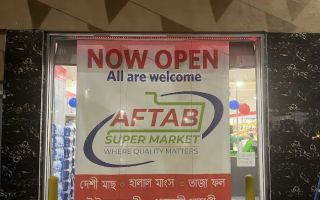 NOW OPEN
All are welcome
AFTAB
SUPER MARKET
WHERE QUALITY MATTERS
দেশী মাছ ○ হালাল মাংস ○ তাজা ফল